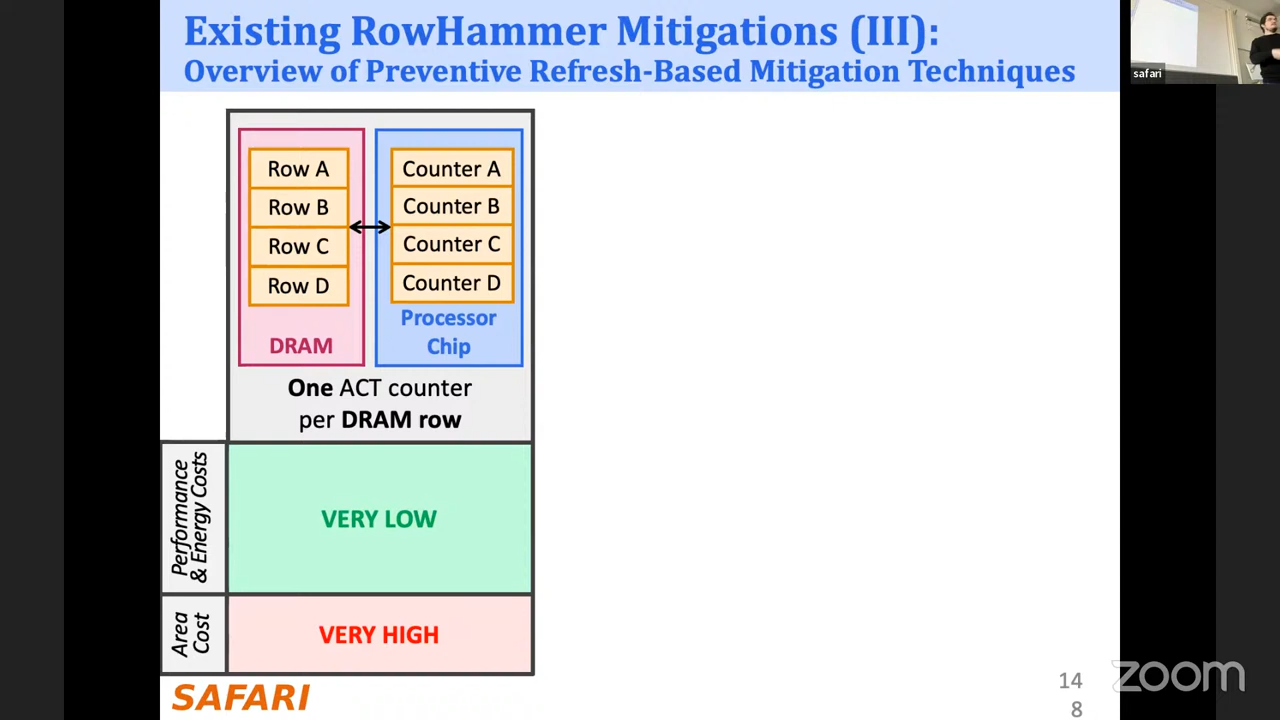 Existing RowHammer Mitigations (III):
Overview of Preventive Refresh-Based Mitigation Techniques
safari
Row A
Row B
Row C
Row D
DRAM
Counter A
Counter B
Counter C
Counter D
Processor
Chip
One ACT counter
per DRAM row
Performance
& Energy Costs
VERY LOW
Area
Cost
VERY HIGH
SAFARI
14
8
zoom